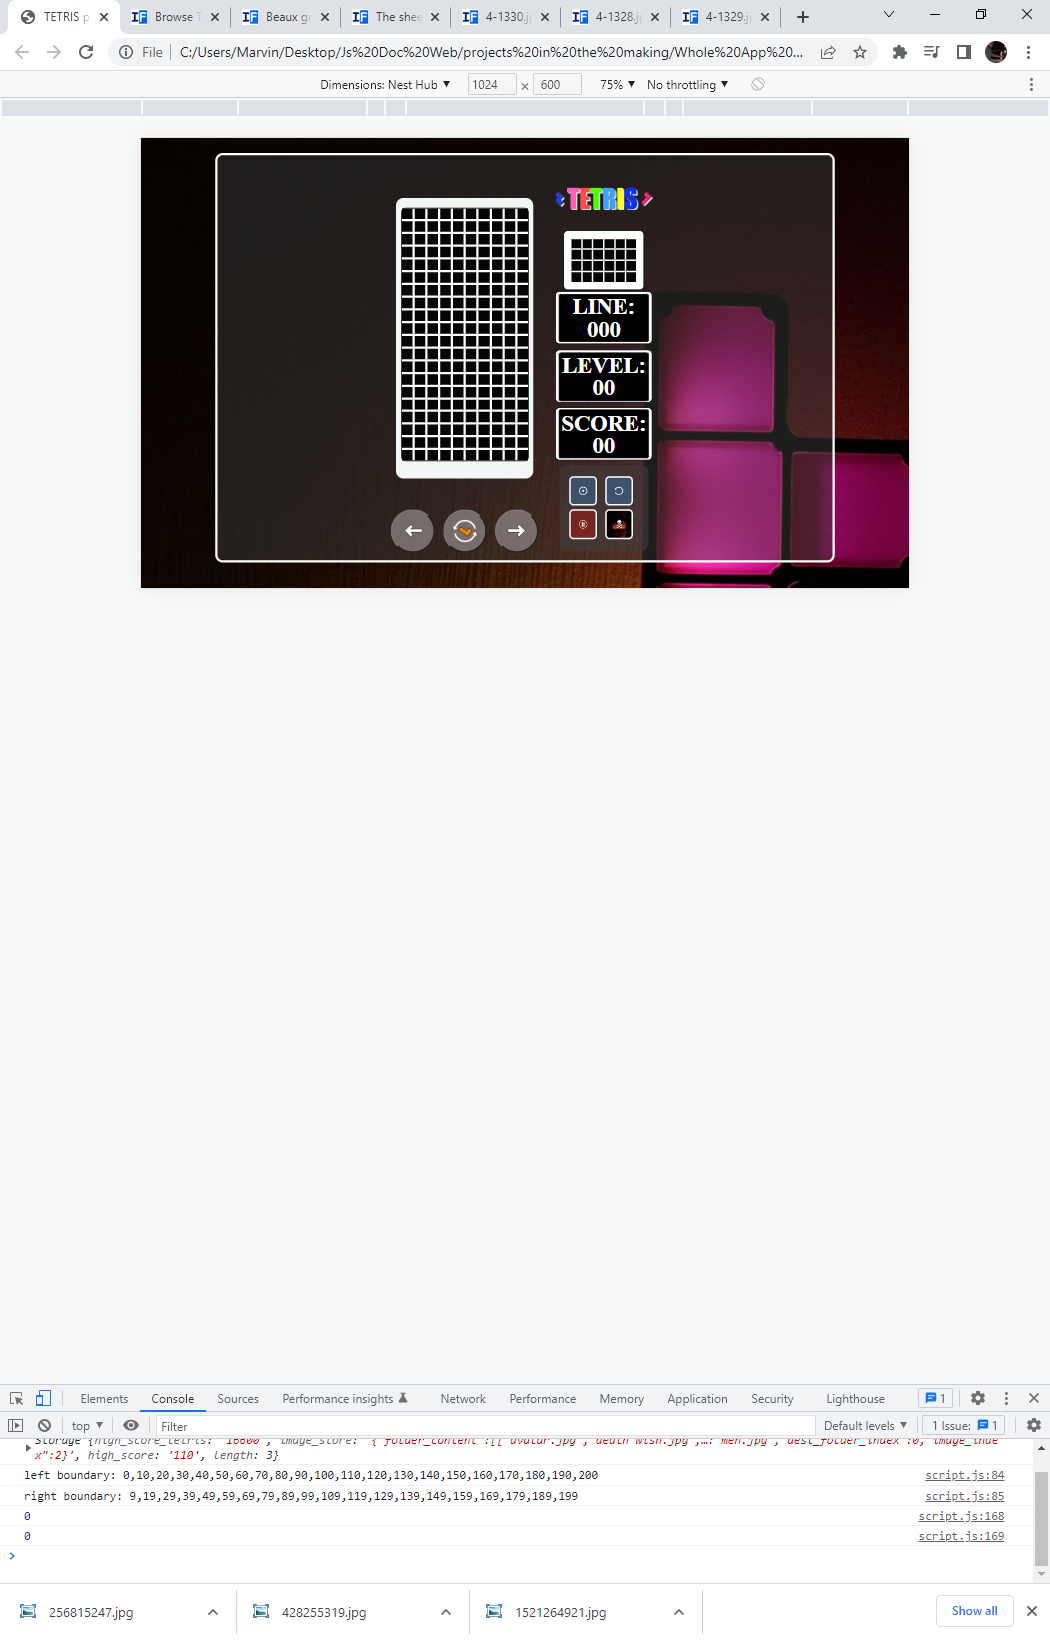 TETRIS p
Browse T
Beaux gr
The shee
4-1330.j
4-1328.j
4-1329.j
File
C:/Users/Marvin/Desktop/Js%20Doc%20Web/projects%20in%20the%20making/Whole%20App%20...
Dimensions: Nest Hub 1024 × 600 75% No throttling
TETRIS
LINE:
000
LEVEL:
00
SCORE:
00
Elements Console Sources Performance insights Network Performance Memory Application Security Lighthouse 1
top Filter Default levels 1 Issue: 1
Storage {high_score_tetris: '16600', image_store: '{"folder_content":[["avatar.jpg","death wish.jpg",…: men.jpg","dest_folder_index":0,"image_inde
x":2}', high_score: '110', length: 3}
left boundary: 0,10,20,30,40,50,60,70,80,90,100,110,120,130,140,150,160,170,180,190,200 script.js:84
right boundary: 9,19,29,39,49,59,69,79,89,99,109,119,129,139,149,159,169,179,189,199 script.js:85
0 script.js:168
0 script.js:169
256815247.jpg
428255319.jpg
1521264921.jpg
Show all